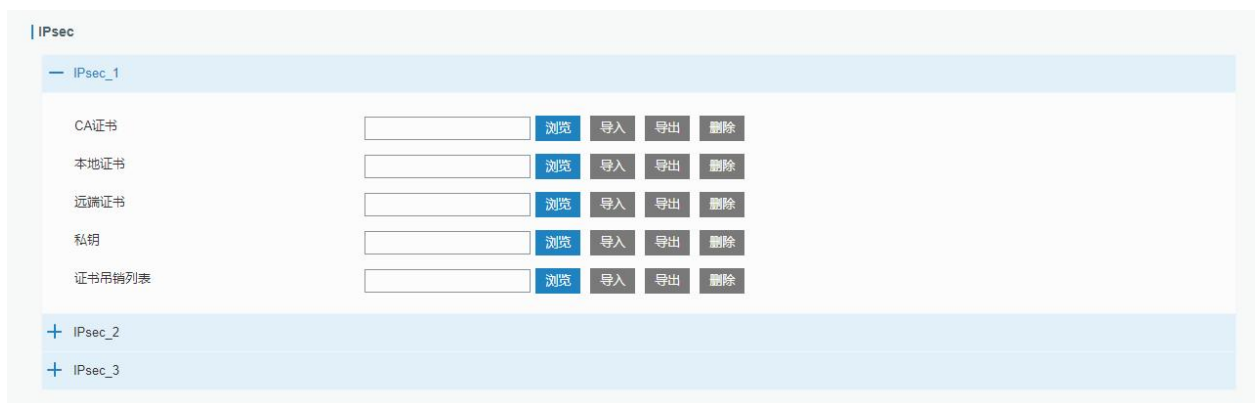 IPsec
IPsec_1
CA证书 浏览 导入 导出 删除
本地证书 浏览 导入 导出 删除
远端证书 浏览 导入 导出 删除
私钥 浏览 导入 导出 删除
证书吊销列表 浏览 导入 导出 删除
IPsec_2
IPsec_3